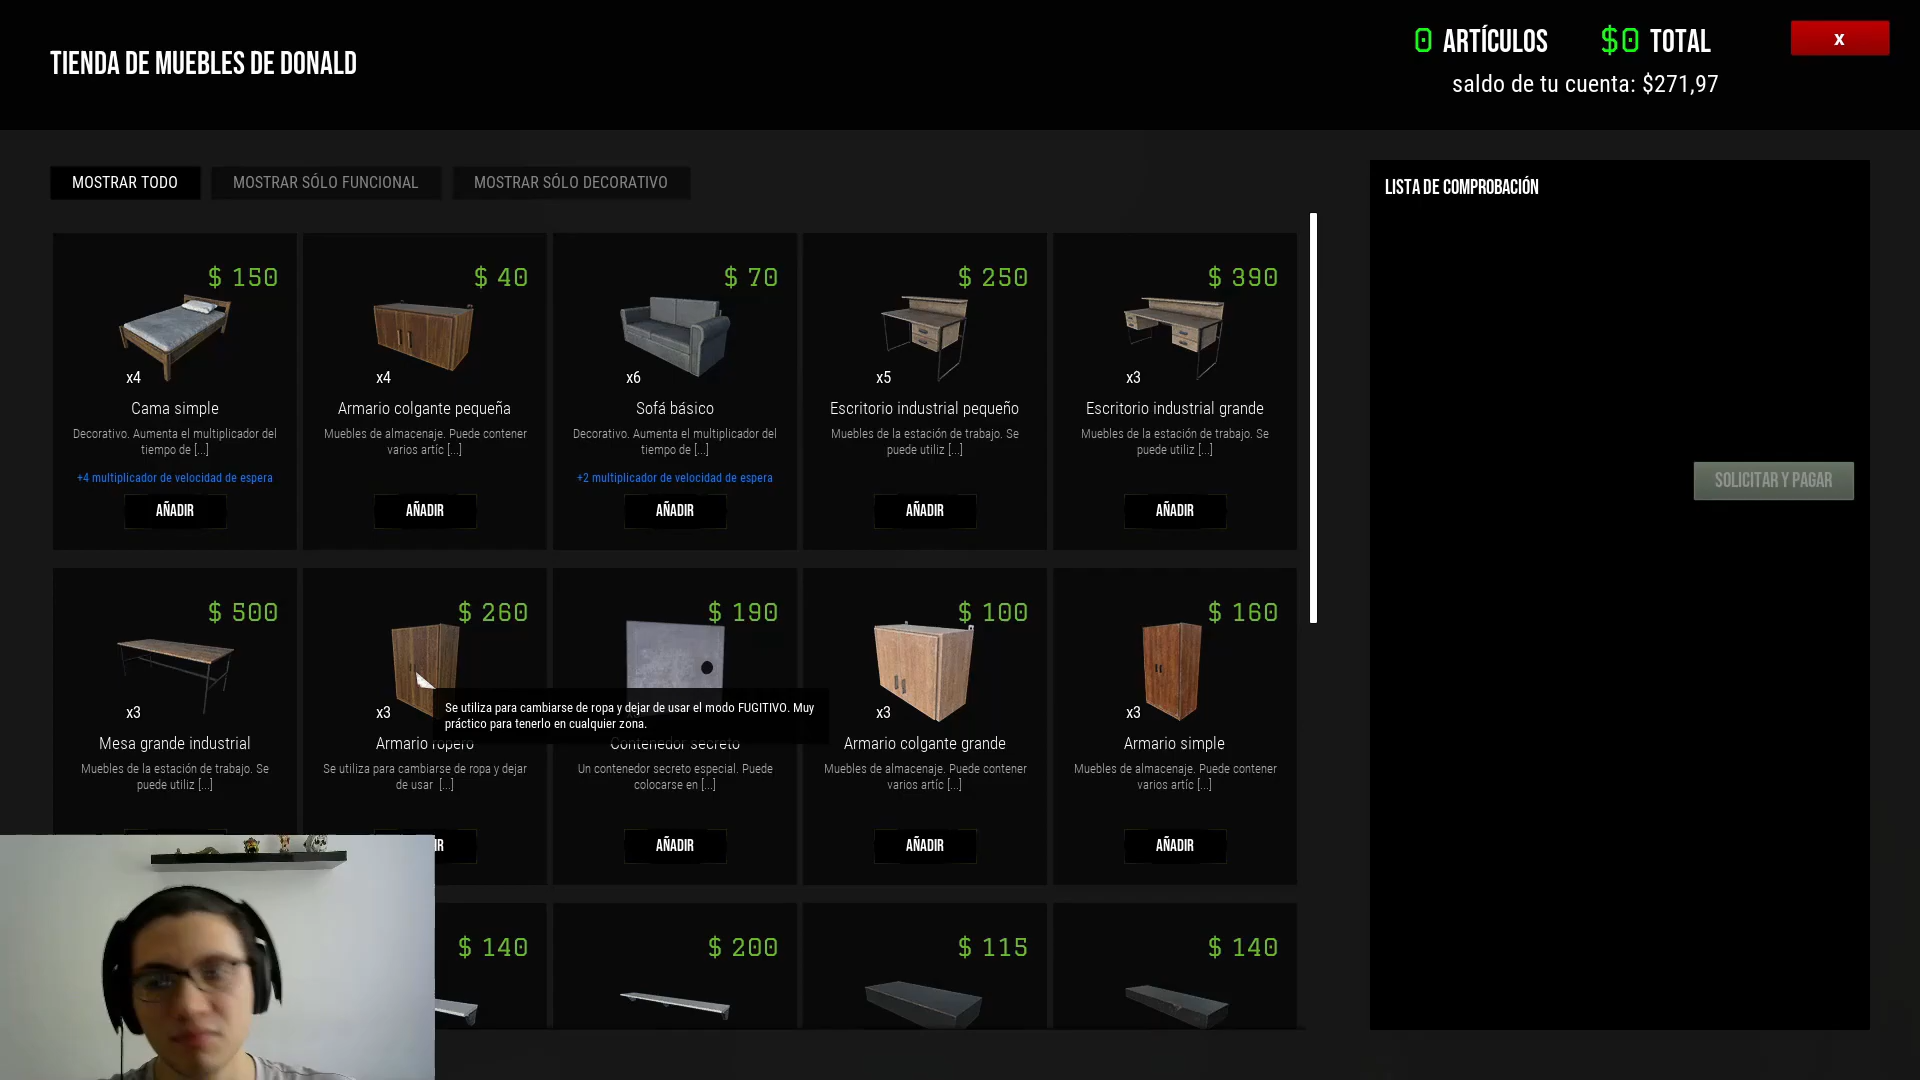 TIENDA DE MUEBLES DE DONALD
0 ARTÍCULOS
$0 TOTAL
X
saldo de tu cuenta: $271,97
MOSTRAR TODO
MOSTRAR SÓLO FUNCIONAL
MOSTRAR SÓLO DECORATIVO
LISTA DE COMPROBACIÓN
$ 150
x4
Cama simple
Decorativo. Aumenta el multiplicador del
tiempo de [...]
+4 multiplicador de velocidad de espera
AÑADIR
$ 40
x4
Armario colgante pequeña
Muebles de almacenaje. Puede contener
varios artíc [...]
AÑADIR
$ 70
x6
Sofá básico
Decorativo. Aumenta el multiplicador del
tiempo de [...]
+2 multiplicador de velocidad de espera
AÑADIR
$ 250
x5
Escritorio industrial pequeño
Muebles de la estación de trabajo. Se
puede utiliz [...]
AÑADIR
$ 390
x3
Escritorio industrial grande
Muebles de la estación de trabajo. Se
puede utiliz [...]
AÑADIR
SOLICITAR Y PAGAR
$ 500
x3
Mesa grande industrial
Muebles de la estación de trabajo. Se
puede utiliz [...]
$ 260
x3
Armario ropero
Se utiliza para cambiarse de ropa y dejar
de usar [...]
Se utiliza para cambiarse de ropa y dejar de usar el modo FUGITIVO. Muy
práctico para tenerlo en cualquier zona.
$ 190
Contenedor secreto
Un contenedor secreto especial. Puede
colocarse en [...]
AÑADIR
$ 100
x3
Armario colgante grande
Muebles de almacenaje. Puede contener
varios artíc [...]
AÑADIR
$ 160
x3
Armario simple
Muebles de almacenaje. Puede contener
varios artíc [...]
AÑADIR
$ 140
$ 200
$ 115
$ 140